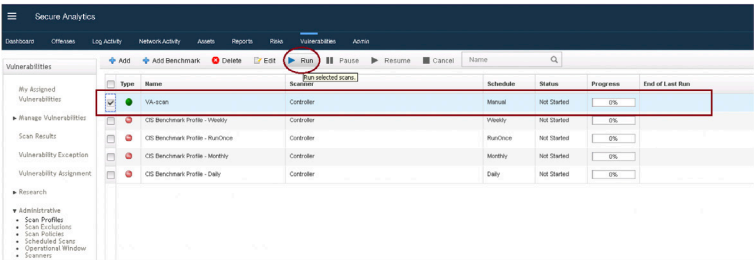 Secure Analytics
Dashboard Offenses Log Activity Network Activity Assets Reports Risks Vulnerabilities Admin
Vulnerabilities
Add Add Benchmark Delete Edit Run Pause Resume Cancel Name
Run selected scans.
Type Name Scanner Schedule Status Progress End of Last Run
VA-scan Controller Manual Not Started 0%
CIS Benchmark Profile - Weekly Controller Weekly Not Started 0%
CIS Benchmark Profile - RunOnce Controller RunOnce Not Started 0%
CIS Benchmark Profile - Monthly Controller Monthly Not Started 0%
CIS Benchmark Profile - Daily Controller Daily Not Started 0%
My Assigned
Vulnerabilities
Manage Vulnerabilities
Scan Results
Vulnerability Exception
Vulnerability Assignment
Research
Administrative
Scan Profiles
Scan Exclusions
Scan Policies
Scheduled Scans
Operational Window
Scanners